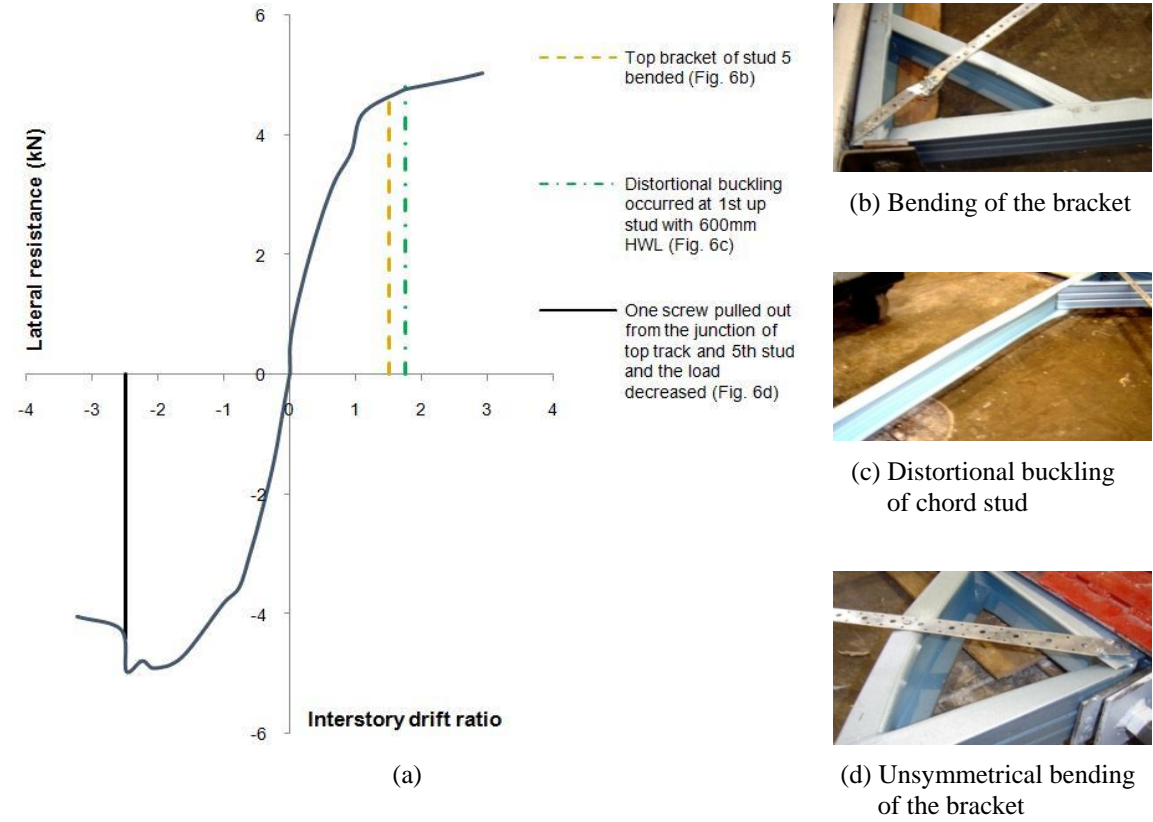 6
4
2
0
-2
-4
-6
-4
-3
-2
-1
0
1
2
3
4
Lateral resistance (kN)
Interstory drift ratio
Top bracket of stud 5
bended (Fig. 6b)
Distortional buckling
occurred at 1st up
stud with 600mm
HWL (Fig. 6c)
One screw pulled out
from the junction of
top track and 5th stud
and the load
decreased (Fig. 6d)
(a)
(b) Bending of the bracket
(c) Distortional buckling
of chord stud
(d) Unsymmetrical bending
of the bracket